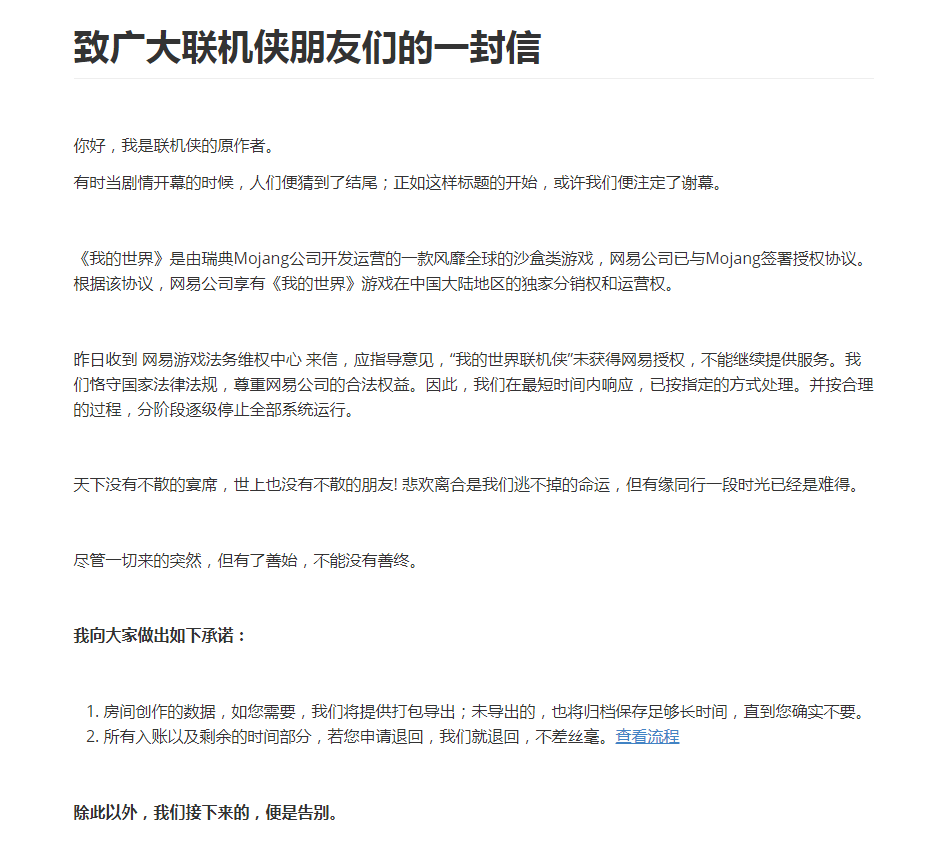 致广大联机侠朋友们的一封信
你好，我是联机侠的原作者。
有时当剧情开幕的时候，人们便猜到了结尾；正如这样标题的开始，或许我们便注定了谢幕。
《我的世界》是由瑞典Mojang公司开发运营的一款风靡全球的沙盒类游戏，网易公司已与Mojang签署授权协议。
根据该协议，网易公司享有《我的世界》游戏在中国大陆地区的独家分销权和运营权。
昨日收到 网易游戏法务维权中心 来信，应指导意见，“我的世界联机侠”未获得网易授权，不能继续提供服务。我
们恪守国家法律法规，尊重网易公司的合法权益。因此，我们在最短时间内响应，已按指定的方式处理。并按合理
的过程，分阶段逐级停止全部系统运行。
天下没有不散的宴席，世上也没有不散的朋友! 悲欢离合是我们逃不掉的命运，但有缘同行一段时光已经是难得。
尽管一切来的突然，但有了善始，不能没有善终。
我向大家做出如下承诺：
1. 房间创作的数据，如您需要，我们将提供打包导出；未导出的，也将归档保存足够长时间，直到您确实不要。
2. 所有入账以及剩余的时间部分，若您申请退回，我们就退回，不差丝毫。查看流程
除此以外，我们接下来的，便是告别。